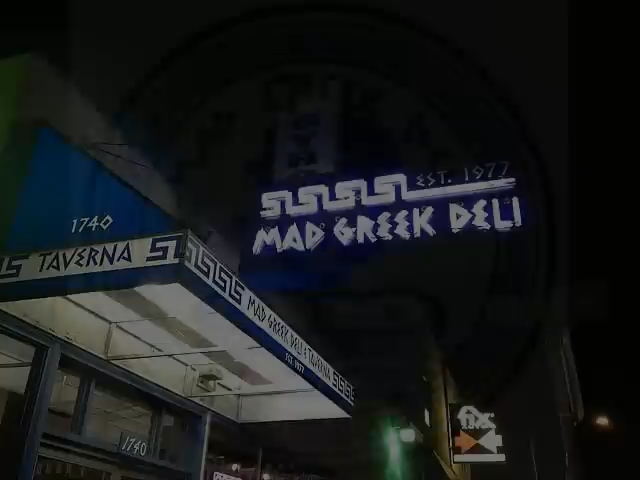 EST. 1977
MAD GREEK DELI
1740
TAVERNA
MAD GREEK DELI & TAVERNA
EST. 1977
1740